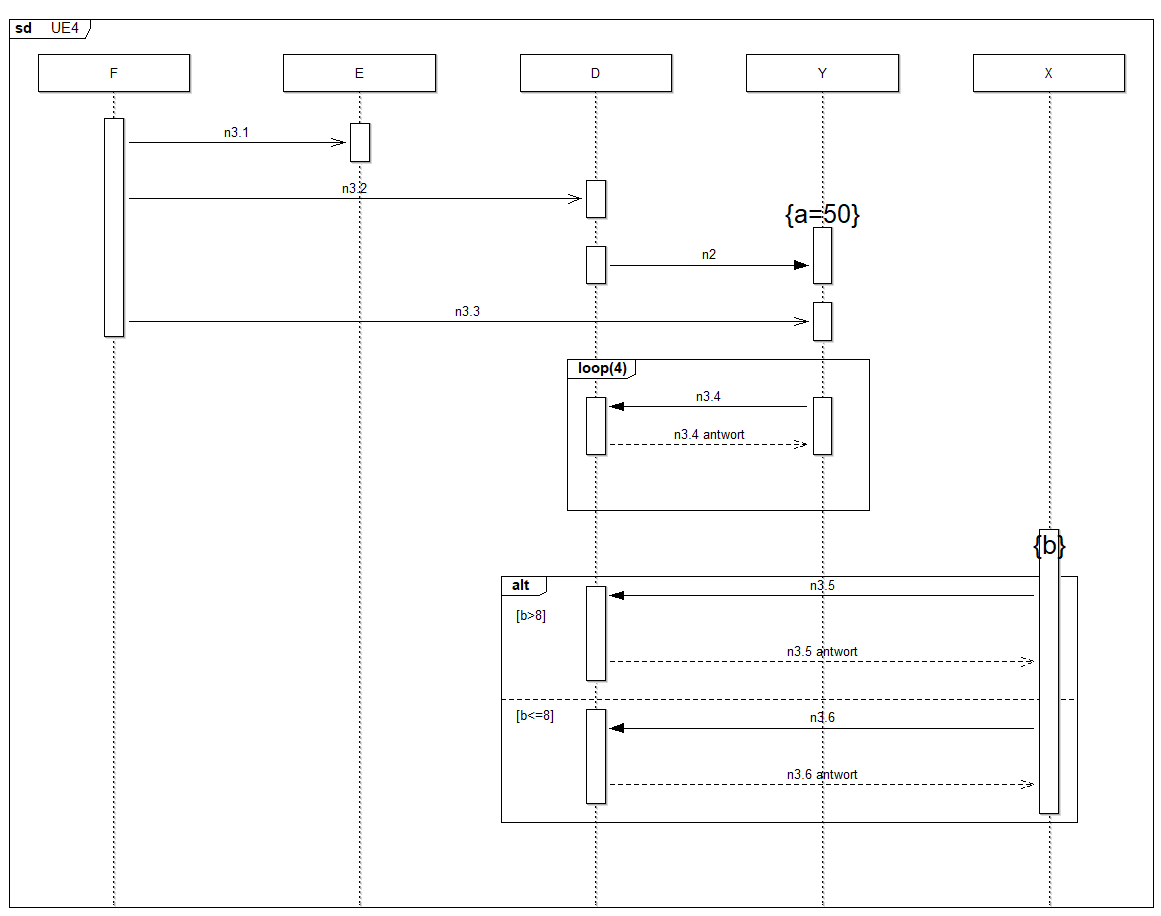 sd UE4
F
E
D
Y
X
n3.1
n3.2
{a=50}
n2
n3.3
loop(4)
n3.4
n3.4 antwort
{b}
alt
n3.5
[b>8]
n3.5 antwort
[b<=8]
n3.6
n3.6 antwort